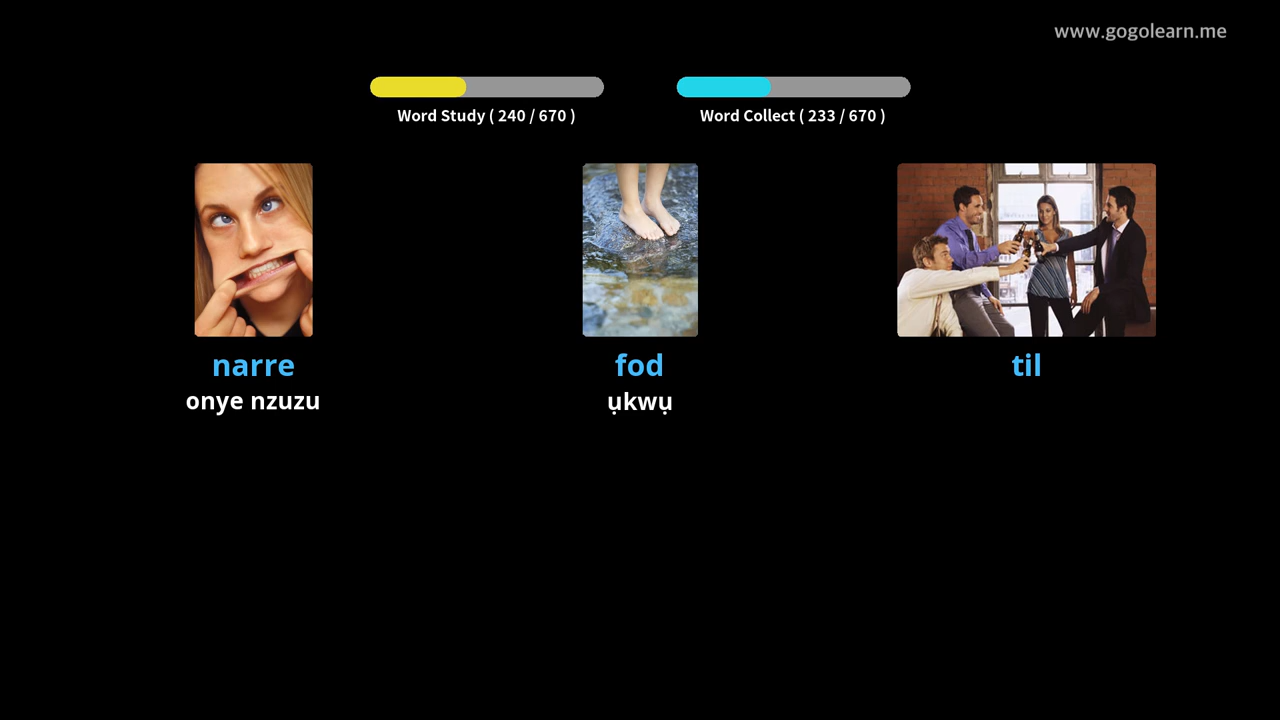 www.gogolearn.me
Word Study ( 240 / 670 )
Word Collect ( 233 / 670 )
narre
onye nzuzu
fod
ụkwụ
til